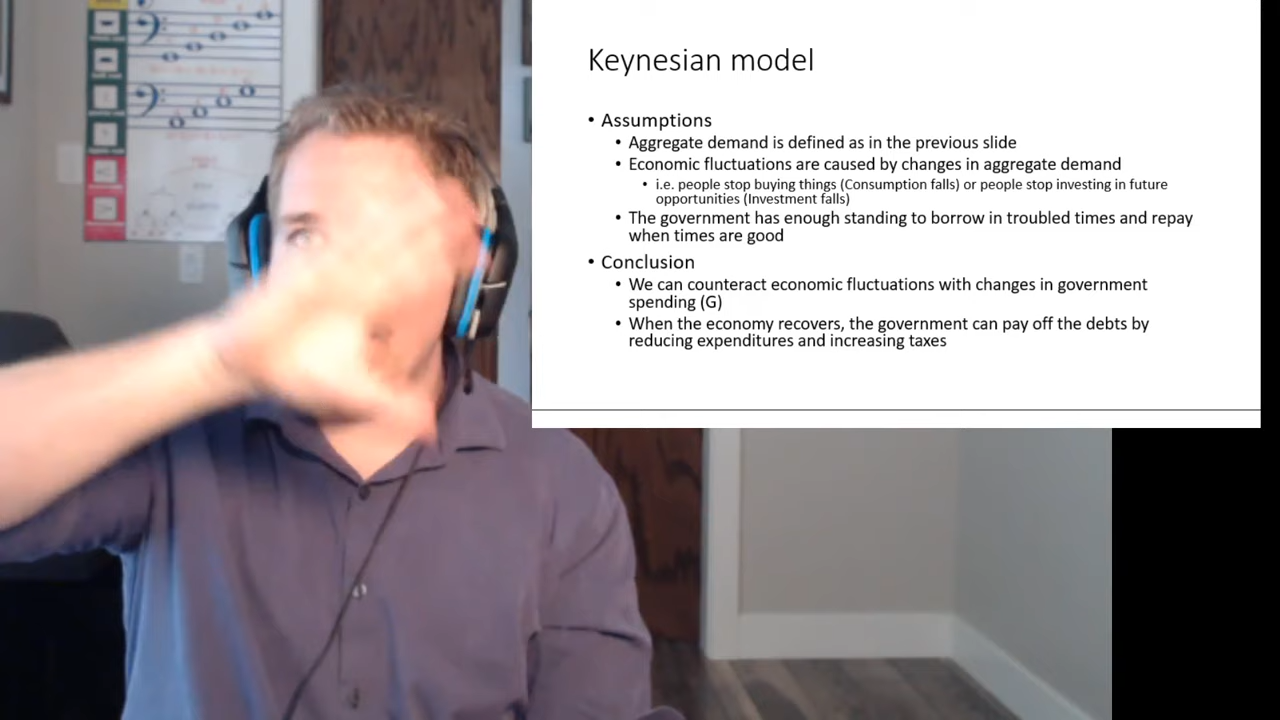 Keynesian model
• Assumptions
• Aggregate demand is defined as in the previous slide
• Economic fluctuations are caused by changes in aggregate demand
• i.e. people stop buying things (Consumption falls) or people stop investing in future
opportunities (Investment falls)
• The government has enough standing to borrow in troubled times and repay
when times are good
• Conclusion
• We can counteract economic fluctuations with changes in government
spending (G)
• When the economy recovers, the government can pay off the debts by
reducing expenditures and increasing taxes